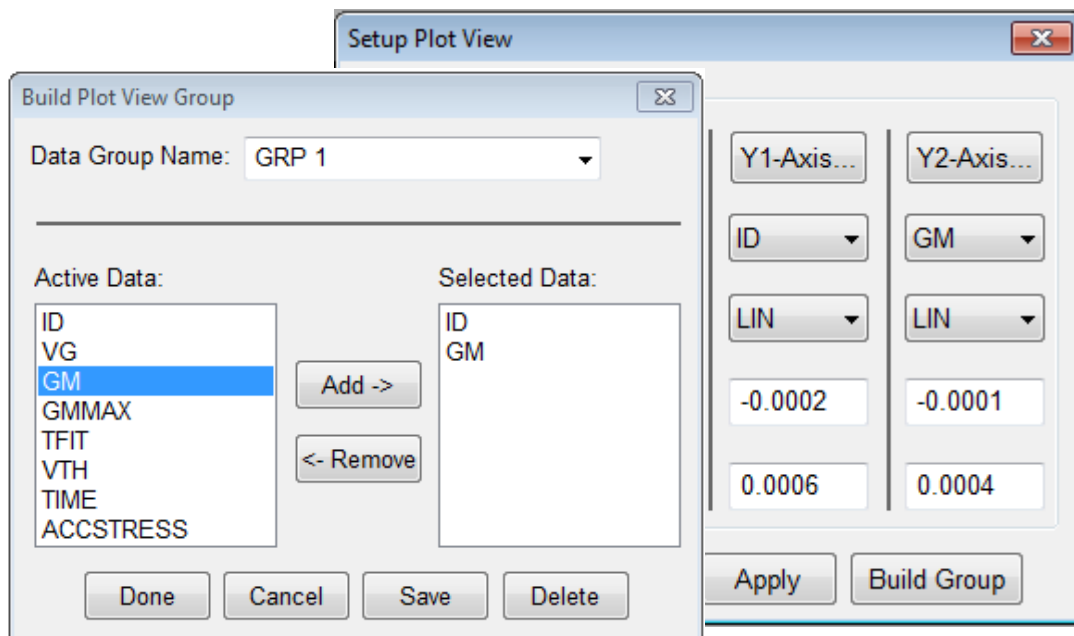 Setup Plot View
Build Plot View Group
Data Group Name: GRP 1
Active Data:
ID
VG
GM
GMMAX
TFIT
VTH
TIME
ACCSTRESS
Add ->
<- Remove
Selected Data:
ID
GM
Done Cancel Save Delete
Y1-Axis... Y2-Axis...
ID GM
LIN LIN
-0.0002 -0.0001
0.0006 0.0004
Apply Build Group